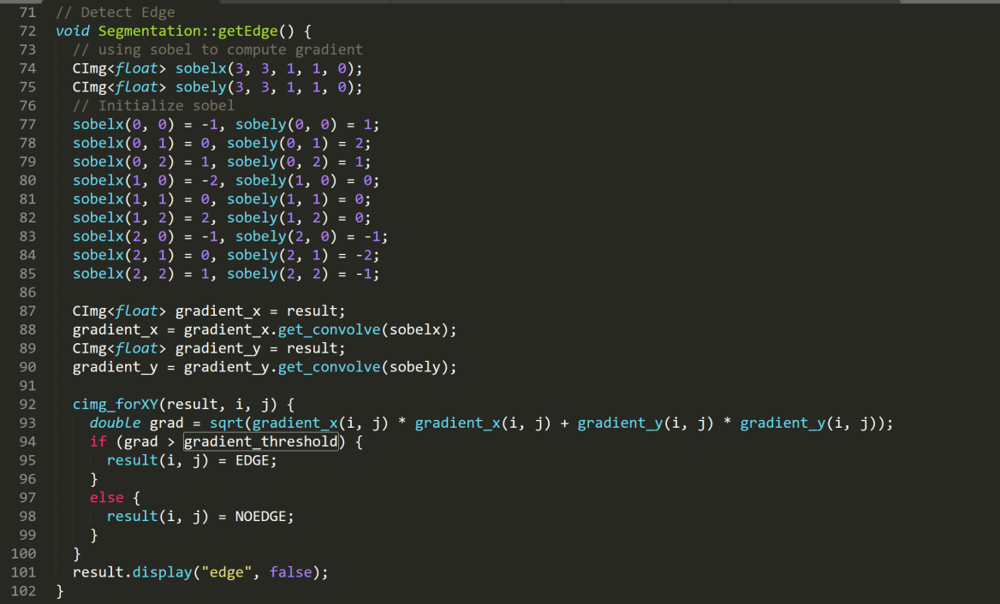 71 // Detect Edge
72 void Segmentation::getEdge() {
73   // using sobel to compute gradient
74   CImg<float> sobelx(3, 3, 1, 1, 0);
75   CImg<float> sobely(3, 3, 1, 1, 0);
76   // Initialize sobel
77   sobelx(0, 0) = -1, sobely(0, 0) = 1;
78   sobelx(0, 1) = 0, sobely(0, 1) = 2;
79   sobelx(0, 2) = 1, sobely(0, 2) = 1;
80   sobelx(1, 0) = -2, sobely(1, 0) = 0;
81   sobelx(1, 1) = 0, sobely(1, 1) = 0;
82   sobelx(1, 2) = 2, sobely(1, 2) = 0;
83   sobelx(2, 0) = -1, sobely(2, 0) = -1;
84   sobelx(2, 1) = 0, sobely(2, 1) = -2;
85   sobelx(2, 2) = 1, sobely(2, 2) = -1;
86
87   CImg<float> gradient_x = result;
88   gradient_x = gradient_x.get_convolve(sobelx);
89   CImg<float> gradient_y = result;
90   gradient_y = gradient_y.get_convolve(sobely);
91
92   cimg_forXY(result, i, j) {
93     double grad = sqrt(gradient_x(i, j) * gradient_x(i, j) + gradient_y(i, j) * gradient_y(i, j));
94     if (grad > gradient_threshold) {
95       result(i, j) = EDGE;
96     }
97     else {
98       result(i, j) = NOEDGE;
99     }
100   }
101   result.display("edge", false);
102 }